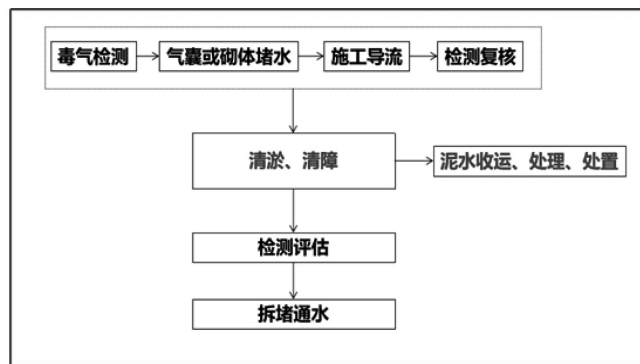 毒气检测
气囊或砌体堵水
施工导流
检测复核
清淤、清障
泥水收运、处理、处置
检测评估
拆堵通水